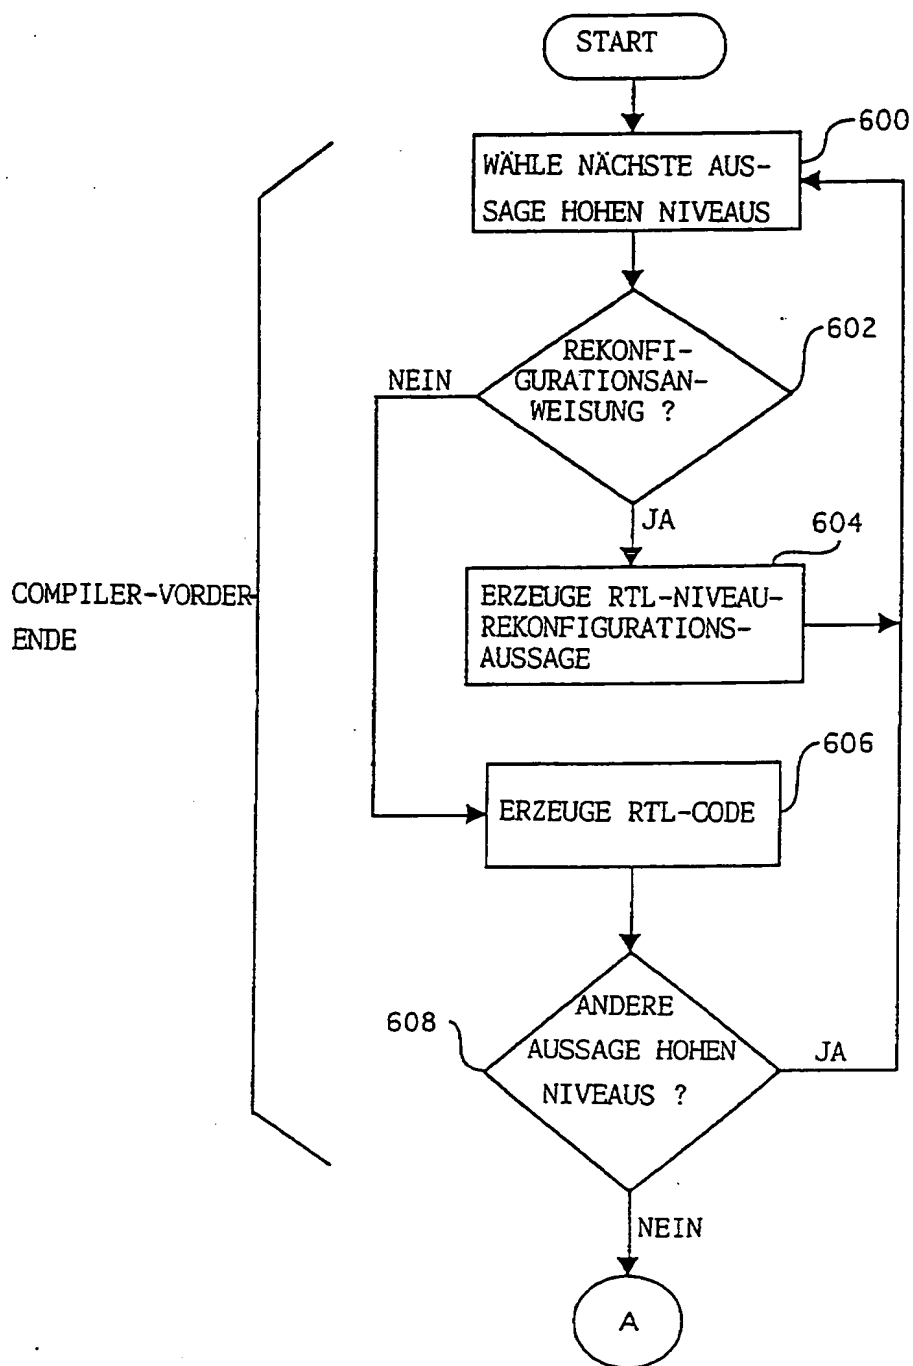 START
600
WÄHLE NÄCHSTE AUS-
SAGE HOHEN NIVEAUS
602
REKONFI-
GURATIONSAN-
WEISUNG ?
NEIN
JA
604
ERZEUGE RTL-NIVEAU-
REKONFIGURATIONS-
AUSSAGE
COMPILER-VORDER-
ENDE
606
ERZEUGE RTL-CODE
608
ANDERE
AUSSAGE HOHEN
NIVEAUS ?
JA
NEIN
A